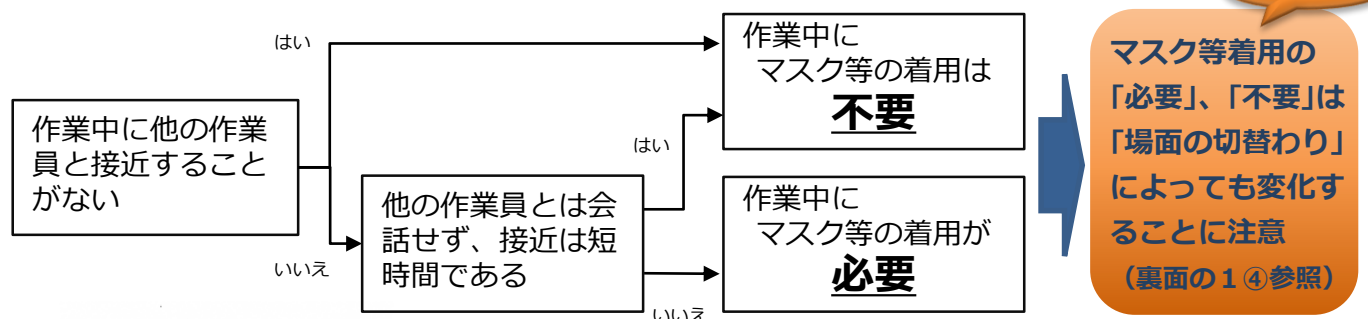 はい
作業中に他の作業
員と接近すること
がない
いいえ
他の作業員とは会
話せず、接近は短
時間である
はい
いいえ
作業中に
マスク等の着用は
不要
作業中に
マスク等の着用が
必要
マスク等着用の
「必要」、「不要」は
「場面の切替わり」
によっても変化す
ることに注意
（裏面の１④参照）